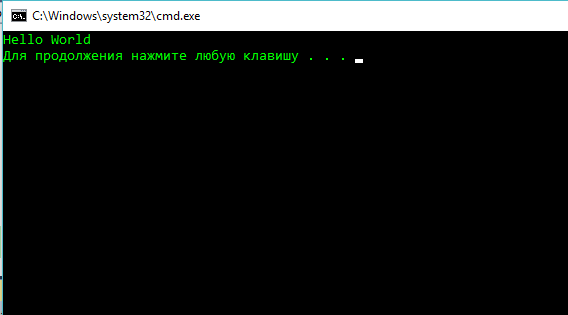 C:\Windows\system32\cmd.exe
Hello World
Для продолжения нажмите любую клавишу . . .